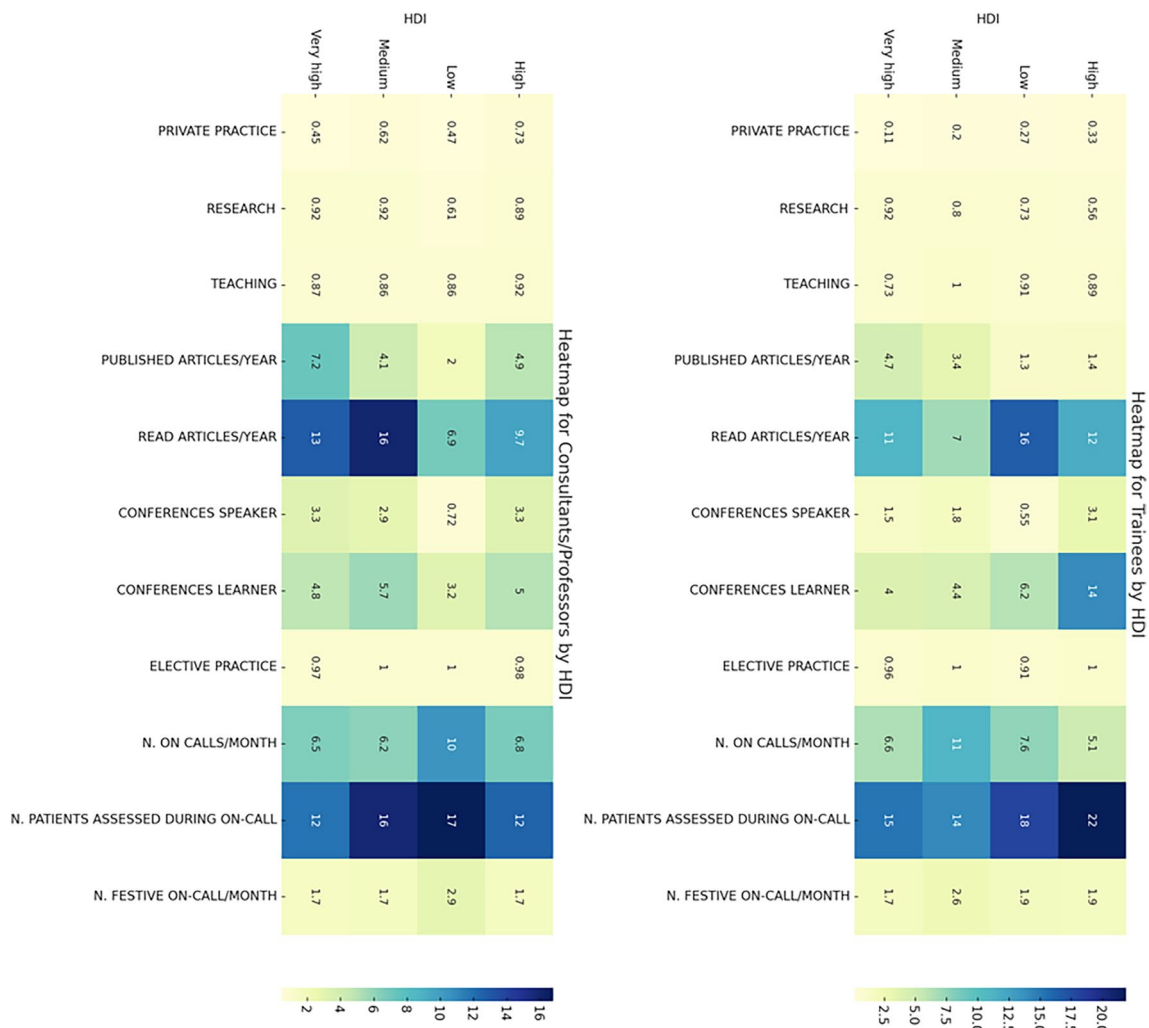 HDI
Very high
Medium
Low
High
PRIVATE PRACTICE
0.45
0.62
0.47
0.73
RESEARCH
0.92
0.92
0.61
0.89
TEACHING
0.87
0.86
0.86
0.92
PUBLISHED ARTICLES/YEAR
7.2
4.1
2
4.9
READ ARTICLES/YEAR
13
16
6.9
9.7
CONFERENCES SPEAKER
3.3
2.9
0.72
3.3
CONFERENCES LEARNER
4.8
5.7
3.2
5
ELECTIVE PRACTICE
0.97
1
1
0.98
N. ON CALLS/MONTH
6.5
6.2
10
6.8
N. PATIENTS ASSESSED DURING ON-CALL
12
16
17
12
N. FESTIVE ON-CALL/MONTH
1.7
1.7
2.9
1.7
Heatmap for Consultants/Professors by HDI
2
4
6
8
10
12
14
16
HDI
Very high
Medium
Low
High
PRIVATE PRACTICE
0.11
0.2
0.27
0.33
RESEARCH
0.92
0.8
0.73
0.56
TEACHING
0.73
1
0.91
0.89
PUBLISHED ARTICLES/YEAR
4.7
3.4
1.3
1.4
READ ARTICLES/YEAR
11
7
16
12
CONFERENCES SPEAKER
1.5
1.8
0.55
3.1
CONFERENCES LEARNER
4
4.4
6.2
14
ELECTIVE PRACTICE
0.96
1
0.91
1
N. ON CALLS/MONTH
6.6
11
7.6
5.1
N. PATIENTS ASSESSED DURING ON-CALL
15
14
18
22
N. FESTIVE ON-CALL/MONTH
1.7
2.6
1.9
1.9
Heatmap for Trainees by HDI
2.5
5.0
7.5
10.0